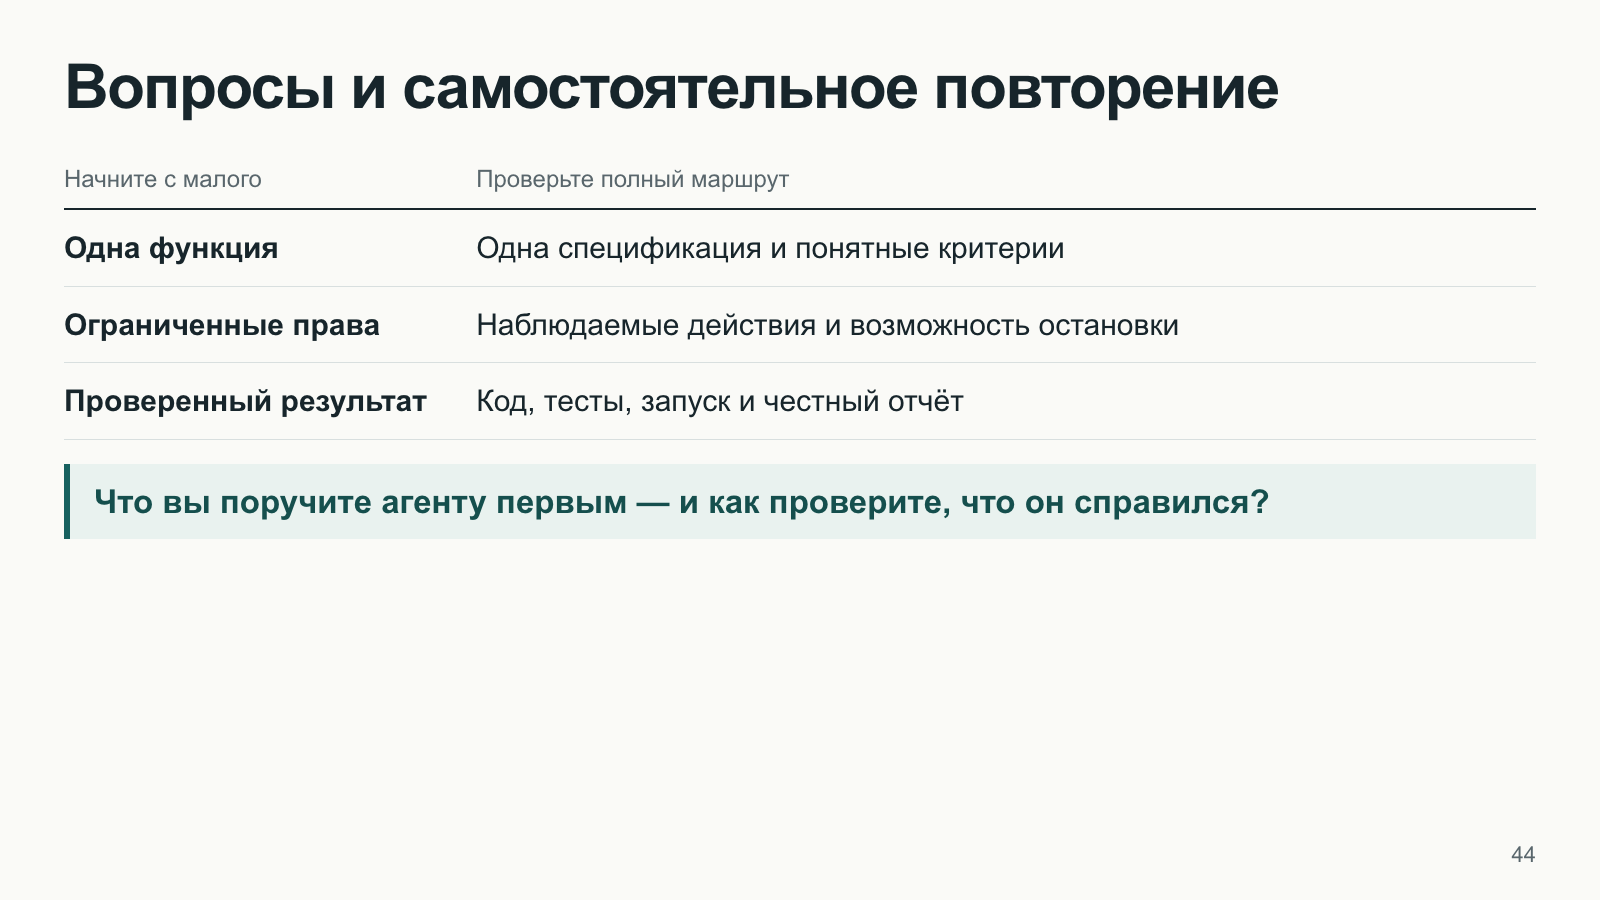 Вопросы и самостоятельное повторение
Начните с малого Проверьте полный маршрут
Одна функция Одна спецификация и понятные критерии
Ограниченные права Наблюдаемые действия и возможность остановки
Проверенный результат Код, тесты, запуск и честный отчёт
Что вы поручите агенту первым — и как проверите, что он справился?
44